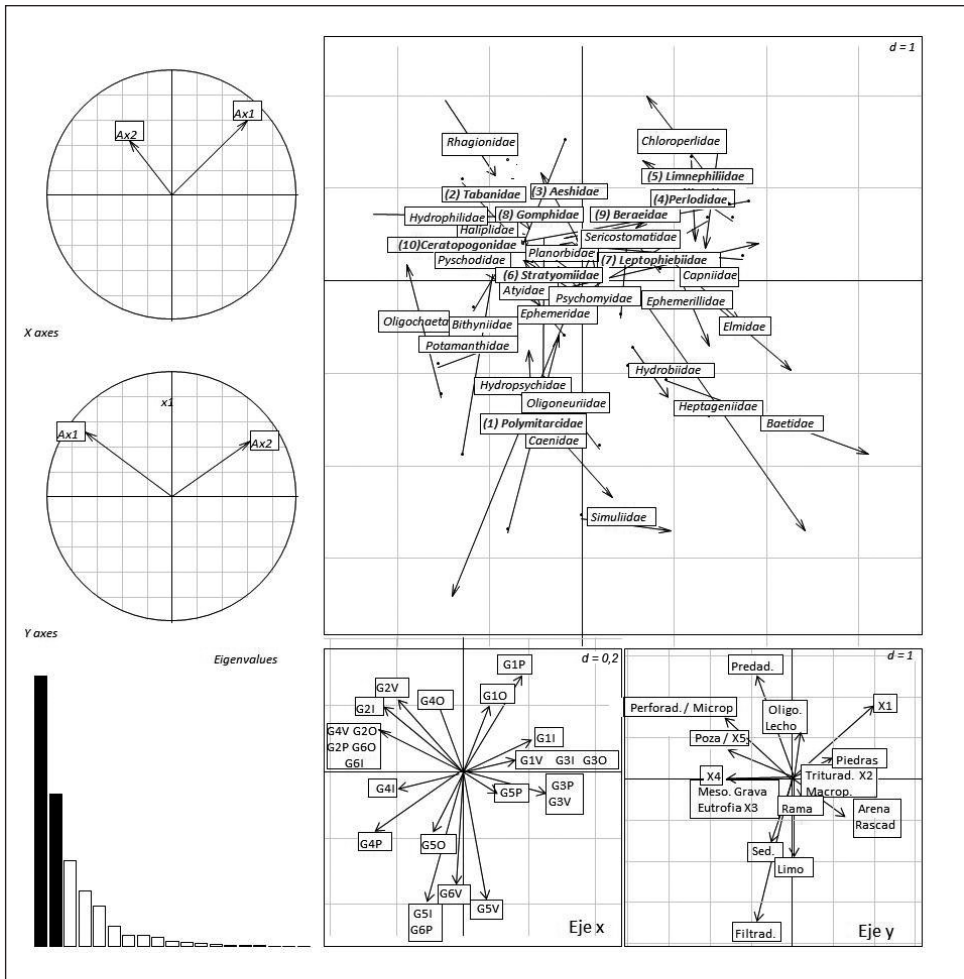 Ax2
Ax1
X axes
x1
Ax1
Ax2
Y axes
Eigenvalues
d = 1
Rhagionidae
Chloroperlidae
(5) Limnephiliidae
(2) Tabanidae
(3) Aeshidae
(4)Perlodidae
Hydrophilidae
(8) Gomphidae
(9) Beraeidae
Haliplidae
Sericostomatidae
(10)Ceratopogonidae
Planorbidae
Pyschodidae
(7) Leptophiebiidae
(6) Stratyomiidae
Capniidae
Atyidae
Psychomyidae
Ephemerillidae
Oligochaeta
Bithyniidae
Ephemeridae
Elmidae
Potamanthidae
Hydrobiidae
Hydropsychidae
Oligoneuriidae
Heptageniidae
(1) Polymitarcidae
Baetidae
Caenidae
Simuliidae
d = 0,2
G1P
G2V
G4O
G1O
G2I
G4V G2O
G2P G6O
G6I
G1I
G1V G3I G3O
G4I
G5P
G3P
G3V
G4P
G5O
G6V
G5I
G6P
G5V
Eje x
d = 1
Predad.
Perforad. / Microp
Oligo.
Lecho
X1
Poza / X5
Piedras
X4
Triturad. X2
Macrop.
Meso. Grava
Eutrofia X3
Rama
Arena
Rascad
Sed.
Limo
Filtrad.
Eje y